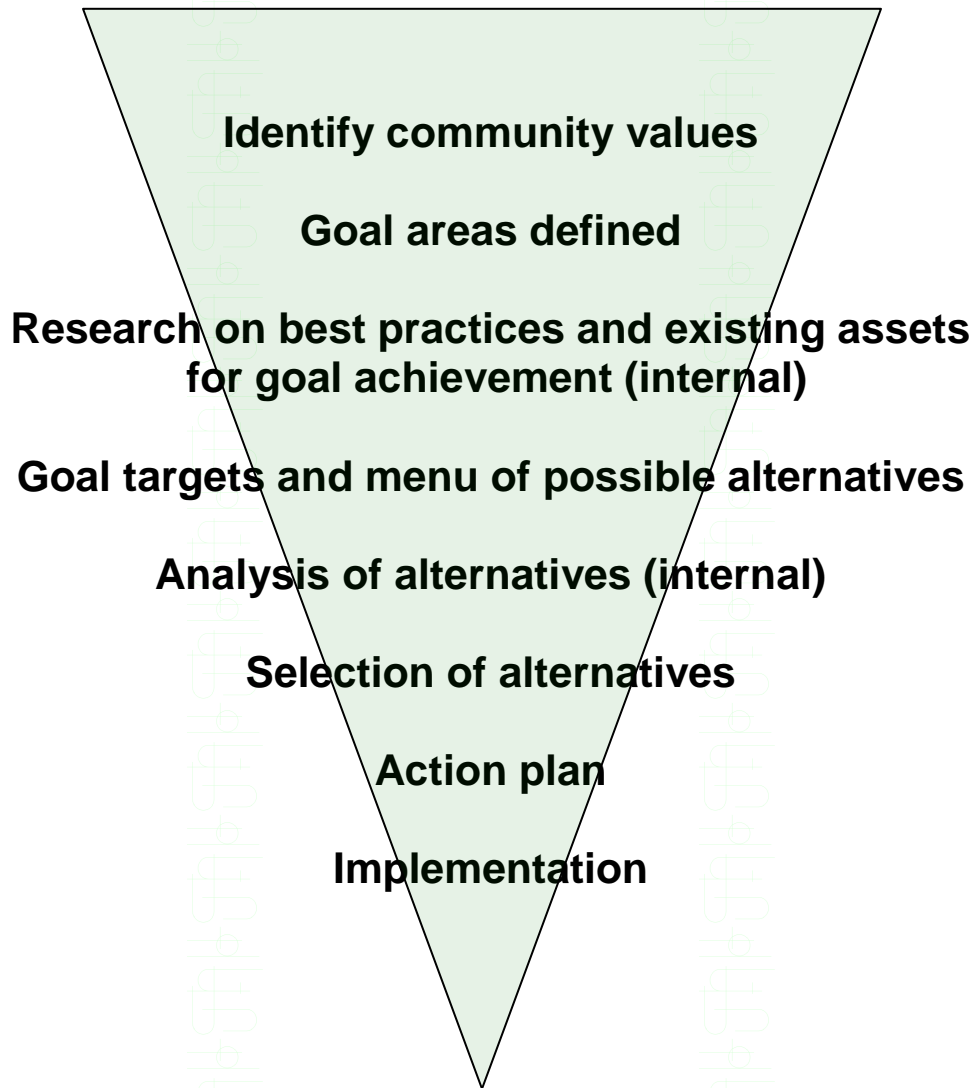 Identify community values
Goal areas defined
Research on best practices and existing assets
for goal achievement (internal)
Goal targets and menu of possible alternatives
Analysis of alternatives (internal)
Selection of alternatives
Action plan
Implementation